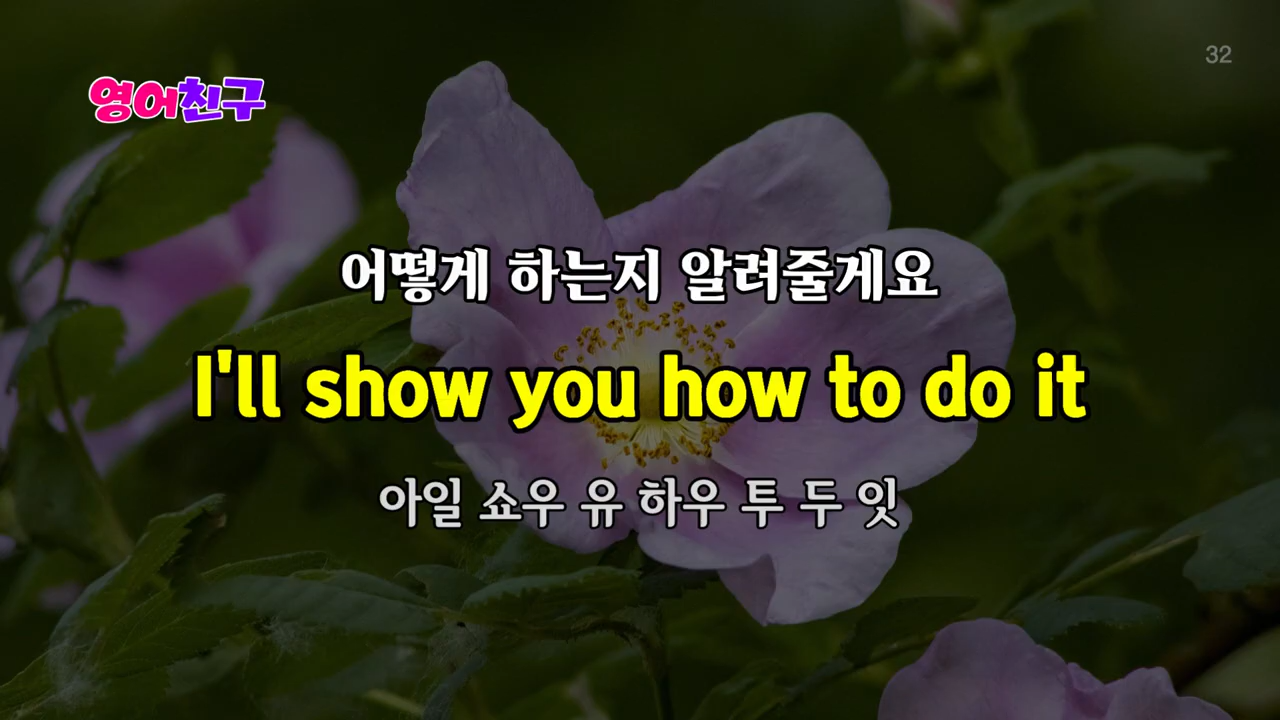 32
영어친구
어떻게 하는지 알려줄게요
I'll show you how to do it
아일 쇼우 유 하우 투 두 잇